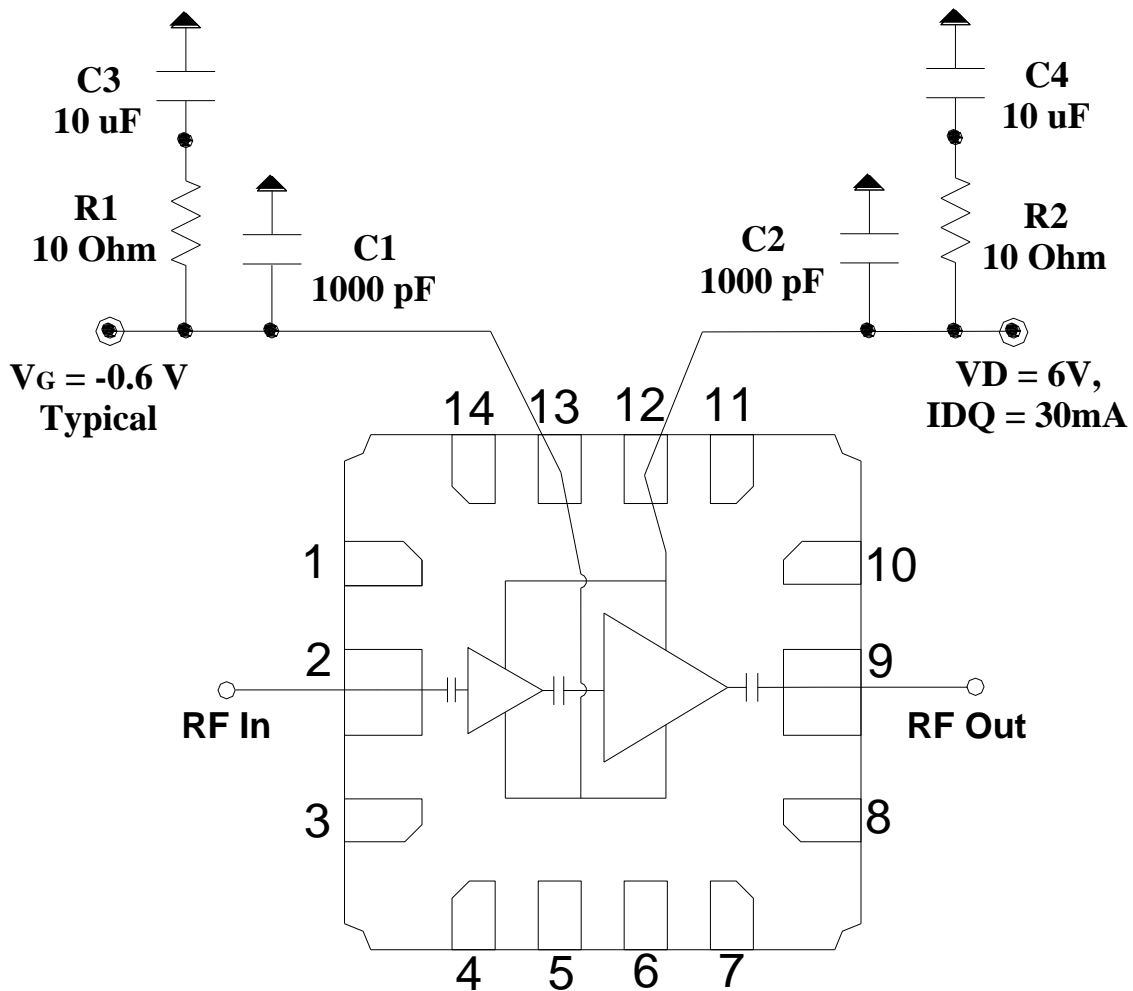 C3
10 uF
R1
10 Ohm
C1
1000 pF
C4
10 uF
C2
1000 pF
R2
10 Ohm
VG = -0.6 V
Typical
VD = 6V,
IDQ = 30mA
14
13
12
11
1
10
2
9
RF In
RF Out
3
8
4
5
6
7